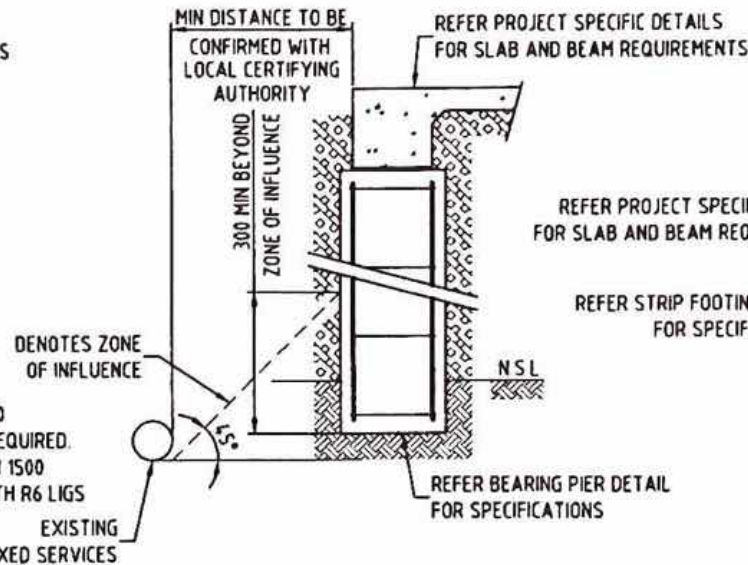 MIN DISTANCE TO BE
CONFIRMED WITH
LOCAL CERTIFYING
AUTHORITY
REFER PROJECT SPECIFIC DETAILS
FOR SLAB AND BEAM REQUIREMENTS
S
300 MIN BEYOND
ZONE OF INFLUENCE
REFER PROJECT SPECI
FOR SLAB AND BEAM REQ
REFER STRIP FOOTIN
FOR SPECIF
DENOTES ZONE
OF INFLUENCE
NSL
45°
EQUIRED.
1500
TH R6 LIGS
REFER BEARING PIER DETAIL
FOR SPECIFICATIONS
EXISTING
XED SERVICES